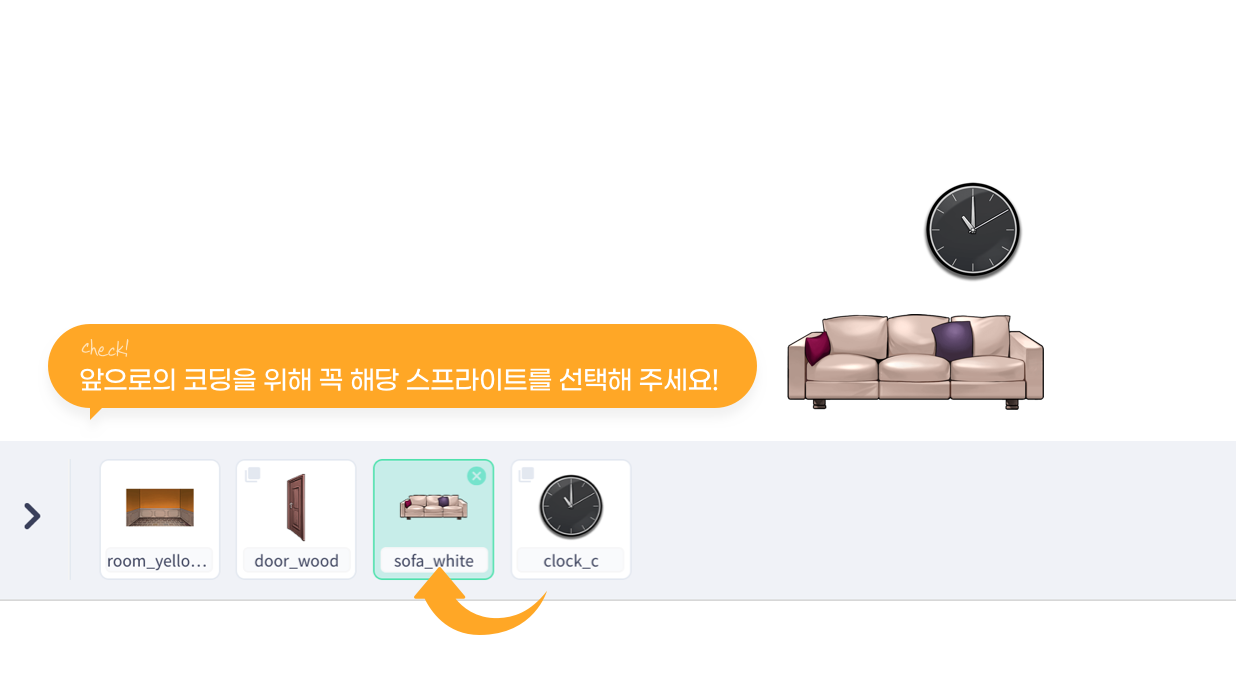 check!
앞으로의 코딩을 위해 꼭 해당 스프라이트를 선택해 주세요!
room_yello...
door_wood
sofa_white
clock_c